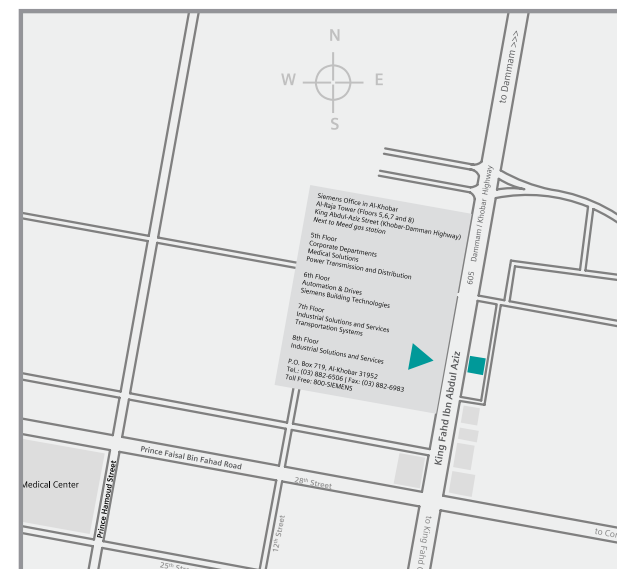 N
W E
S
to Dammam >>>
605 Dammam / Khobar Highway
Siemens Office in Al-Khobar
Al-Raja Tower (Floors 5,6,7 and 8)
King Abdul-Aziz Street (Khobar-Damman Highway)
Next to Meed gas station
5th Floor
Corporate Departments
Medical Solutions
Power Transmission and Distribution
6th Floor
Automation & Drives
Siemens Building Technologies
7th Floor
Industrial Solutions and Services
Transportation Systems
8th Floor
Industrial Solutions and Services
P.O. Box 719, Al-Khobar 31952
Tel.: (03) 882-6506 | Fax: (03) 882-6983
Toll Free: 800-SIEMENS
King Fahd Ibn Abdul Aziz
Prince Faisal Bin Fahad Road
28th Street
Medical Center
Prince Hamoud Street
12th Street
25th
to King Fahd
to